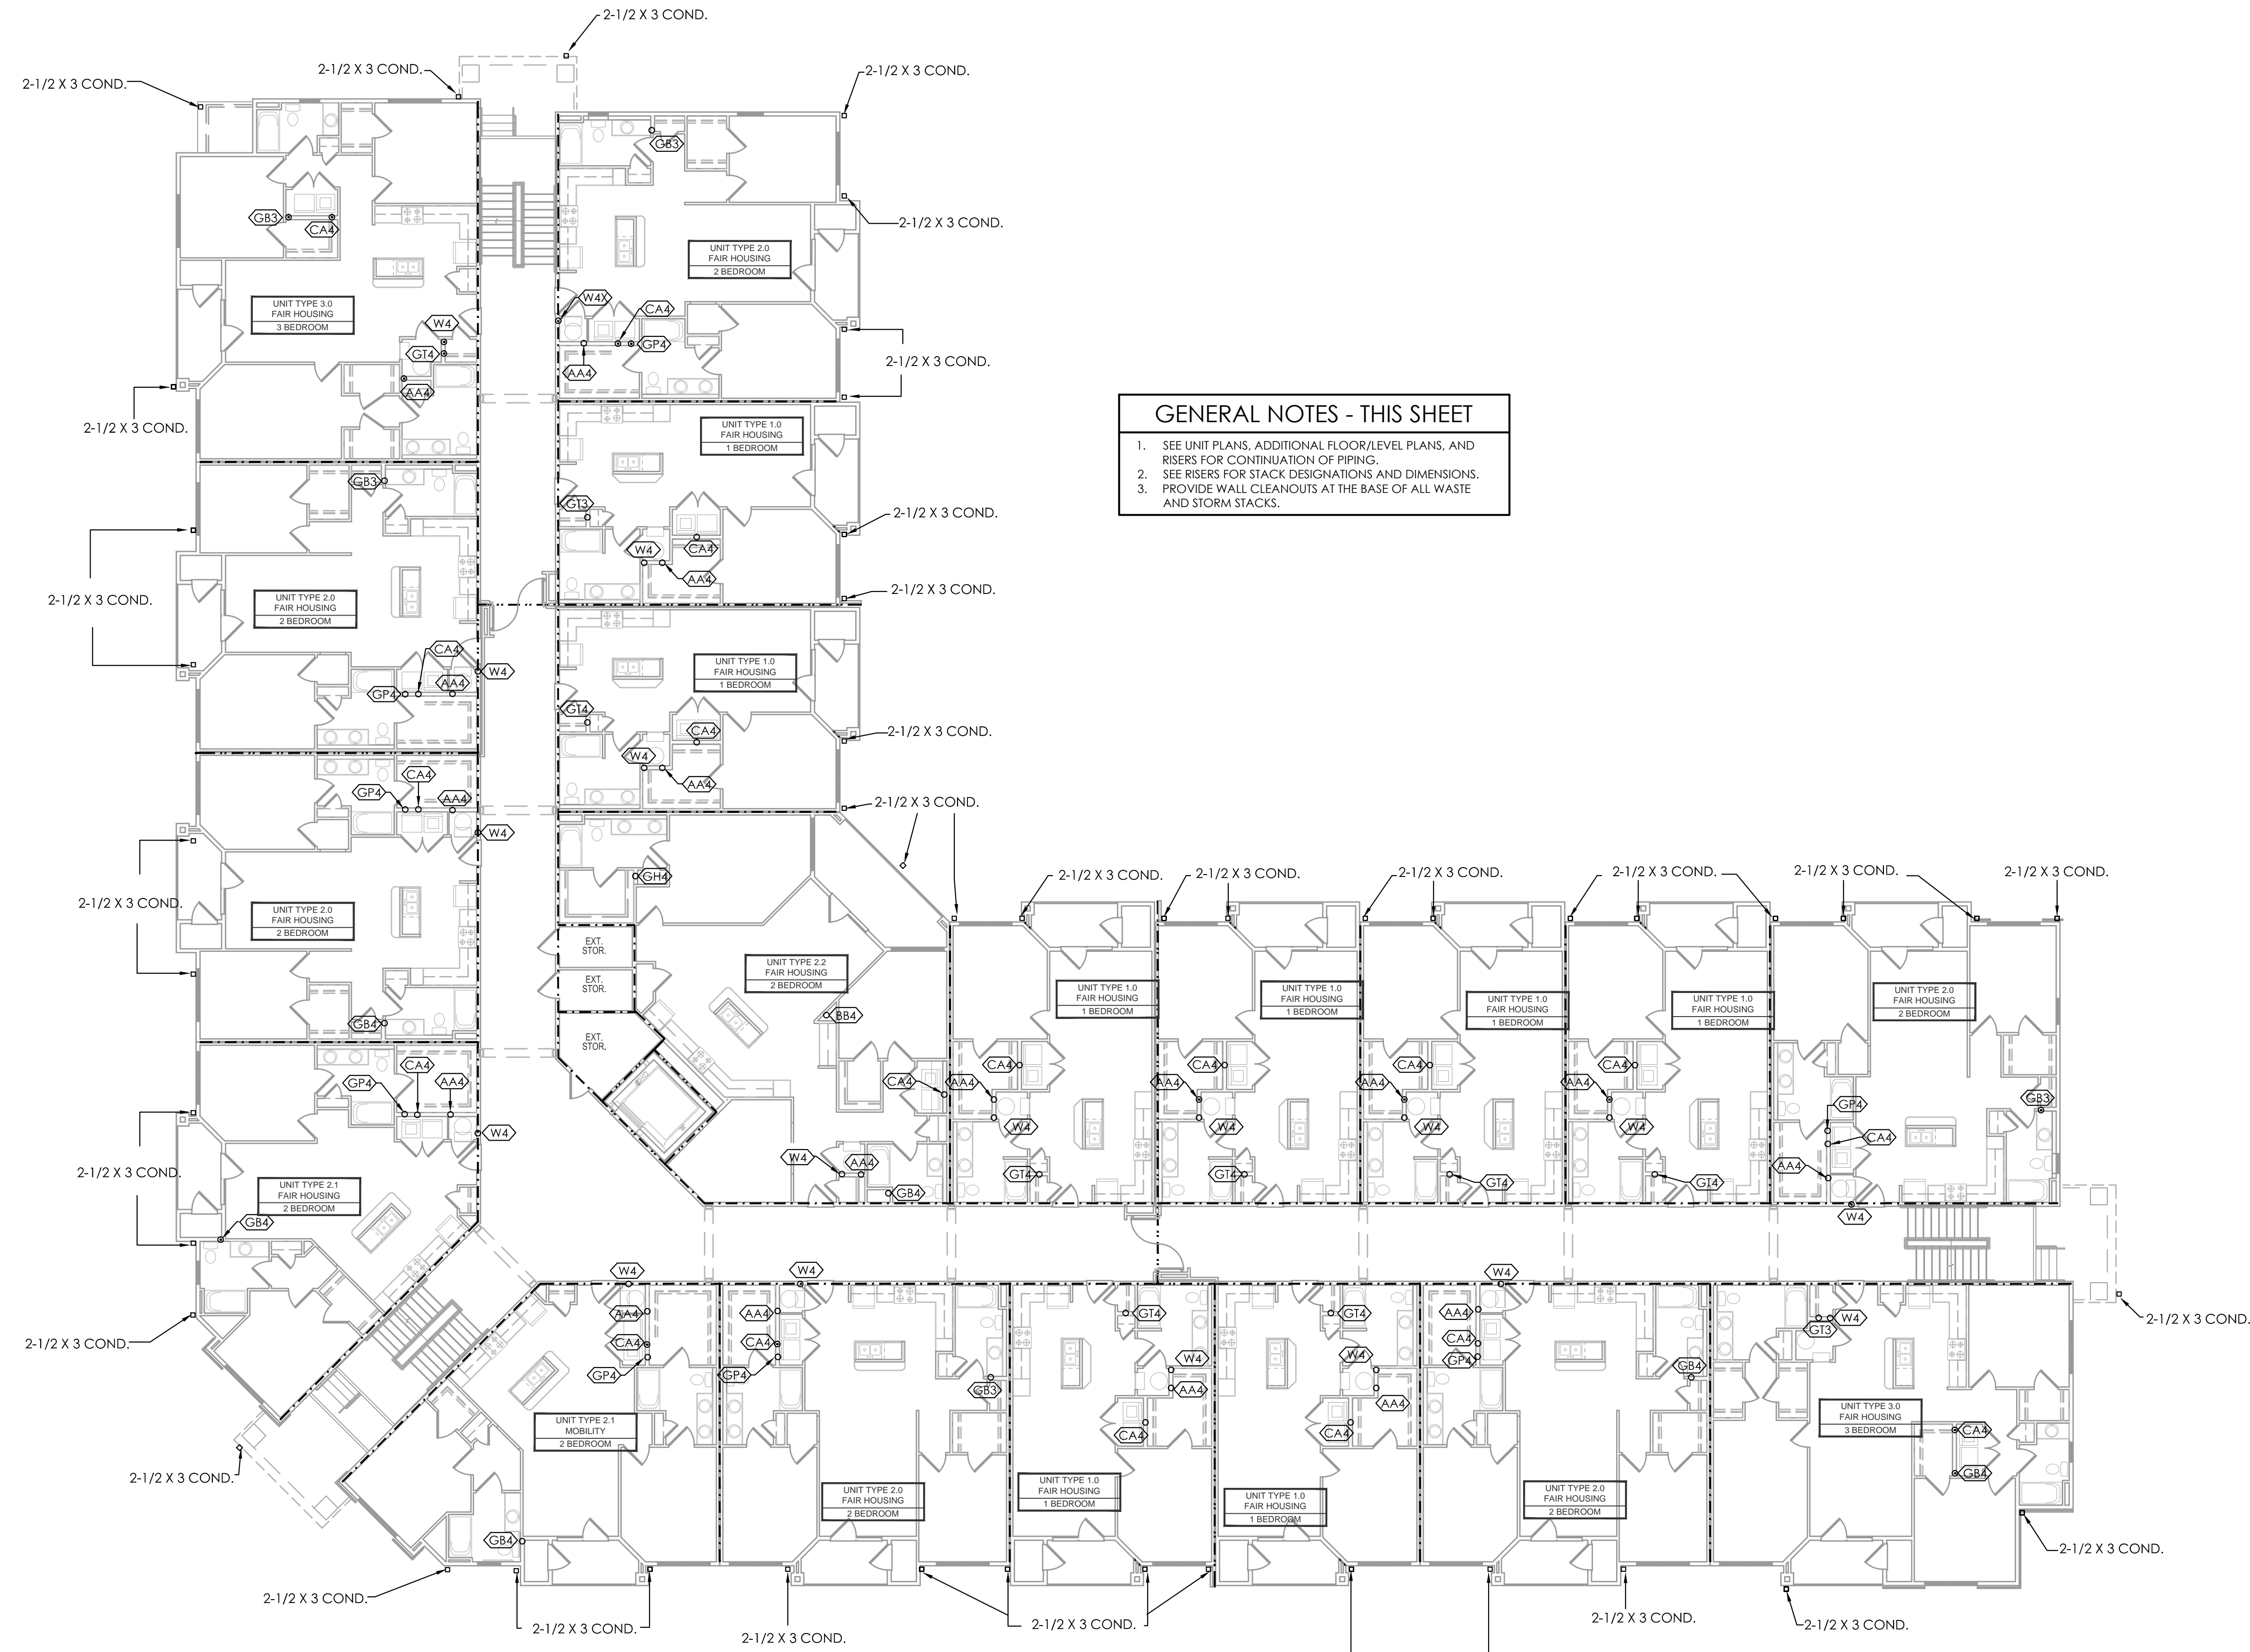 2-1/2 X 3 COND.
2-1/2 X 3 COND.
2-1/2 X 3 COND.
2-1/2 X 3 COND.
GB3
GB3
CA4
2-1/2 X 3 COND.
UNIT TYPE 2.0
FAIR HOUSING
2 BEDROOM
UNIT TYPE 3.0
FAIR HOUSING
3 BEDROOM
W4X
CA4
W4
GT4
GP4
AA4
AA4
2-1/2 X 3 COND.
2-1/2 X 3 COND.
GENERAL NOTES - THIS SHEET
1. SEE UNIT PLANS, ADDITIONAL FLOOR/LEVEL PLANS, AND
RISERS FOR CONTINUATION OF PIPING.
2. SEE RISERS FOR STACK DESIGNATIONS AND DIMENSIONS.
3. PROVIDE WALL CLEANOUTS AT THE BASE OF ALL WASTE
AND STORM STACKS.
UNIT TYPE 1.0
FAIR HOUSING
1 BEDROOM
GB3
GT3
2-1/2 X 3 COND.
W4
CA4
AA4
2-1/2 X 3 COND.
2-1/2 X 3 COND.
UNIT TYPE 2.0
FAIR HOUSING
2 BEDROOM
CA4
W4
AA4
GP4
UNIT TYPE 1.0
FAIR HOUSING
1 BEDROOM
GT4
CA4
2-1/2 X 3 COND.
W4
AA4
CA4
GP4
AA4
W4
2-1/2 X 3 COND.
2-1/2 X 3 COND.
UNIT TYPE 2.0
FAIR HOUSING
2 BEDROOM
GB4
GH4
EXT.
STOR.
EXT.
STOR.
EXT.
STOR.
UNIT TYPE 2.2
FAIR HOUSING
2 BEDROOM
BB4
CA4
W4
AA4
GB4
2-1/2 X 3 COND.
2-1/2 X 3 COND.
2-1/2 X 3 COND.
2-1/2 X 3 COND.
2-1/2 X 3 COND.
2-1/2 X 3 COND.
UNIT TYPE 1.0
FAIR HOUSING
1 BEDROOM
UNIT TYPE 1.0
FAIR HOUSING
1 BEDROOM
UNIT TYPE 1.0
FAIR HOUSING
1 BEDROOM
UNIT TYPE 1.0
FAIR HOUSING
1 BEDROOM
UNIT TYPE 2.0
FAIR HOUSING
2 BEDROOM
CA4
AA4
W4
GT4
CA4
AA4
W4
GT4
CA4
AA4
W4
GT4
CA4
AA4
W4
GT4
GP4
GB3
CA4
AA4
W4
GP4
CA4
AA4
W4
2-1/2 X 3 COND.
UNIT TYPE 2.1
FAIR HOUSING
2 BEDROOM
GB4
2-1/2 X 3 COND.
2-1/2 X 3 COND.
W4
AA4
CA4
GP4
UNIT TYPE 2.1
MOBILITY
2 BEDROOM
GB4
W4
AA4
CA4
GP4
GB3
UNIT TYPE 2.0
FAIR HOUSING
2 BEDROOM
GT4
W4
AA4
CA4
UNIT TYPE 1.0
FAIR HOUSING
1 BEDROOM
GT4
W4
AA4
CA4
UNIT TYPE 1.0
FAIR HOUSING
1 BEDROOM
W4
AA4
CA4
GP4
GB4
UNIT TYPE 2.0
FAIR HOUSING
2 BEDROOM
W4
GT3
UNIT TYPE 3.0
FAIR HOUSING
3 BEDROOM
CA4
GB4
2-1/2 X 3 COND.
2-1/2 X 3 COND.
2-1/2 X 3 COND.
2-1/2 X 3 COND.
2-1/2 X 3 COND.
2-1/2 X 3 COND.
2-1/2 X 3 COND.
2-1/2 X 3 COND.